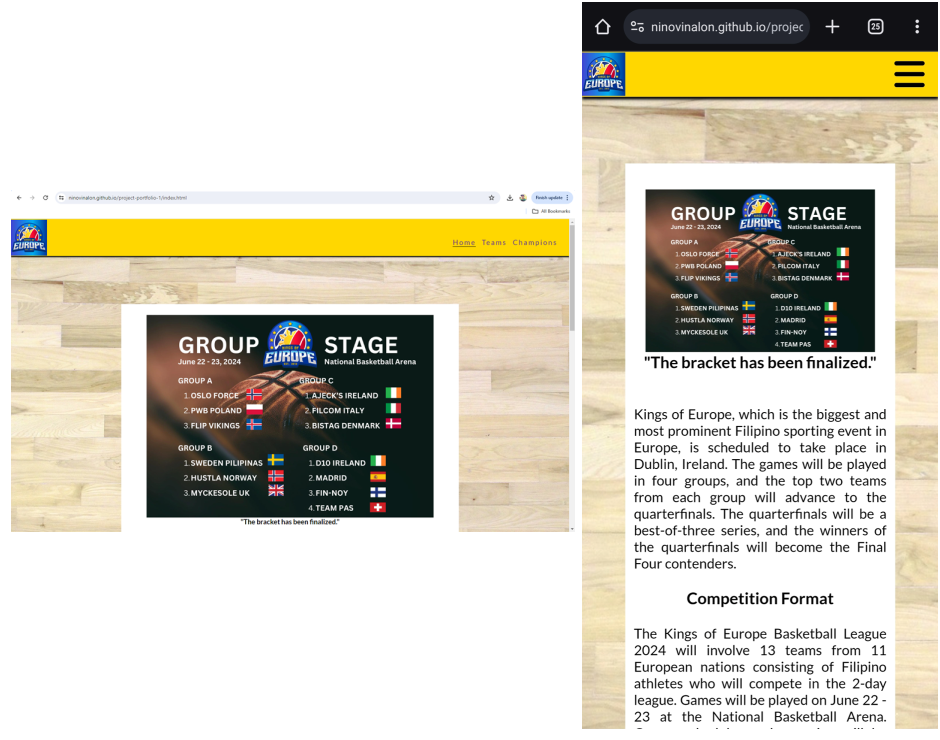 ninovinalon.github.io/project-portfolio-1/index.html
Finish update
All Bookmarks
EUROPE
Home Teams Champions
GROUP STAGE
EUROPE
June 22 - 23, 2024
National Basketball Arena
GROUP A
1. OSLO FORCE
2. PWB POLAND
3. FLIP VIKINGS
GROUP C
1. AJECK'S IRELAND
2. FILCOM ITALY
3. BISTAG DENMARK
GROUP B
1. SWEDEN PILIPINAS
2. HUSTLA NORWAY
3. MYCKESOLE UK
GROUP D
1. D10 IRELAND
2. MADRID
3. FIN-NOY
4. TEAM PAS
"The bracket has been finalized."
ninovinalon.github.io/projec
25
EUROPE
GROUP STAGE
EUROPE
June 22 - 23, 2024
National Basketball Arena
GROUP A
1. OSLO FORCE
2. PWB POLAND
3. FLIP VIKINGS
GROUP C
1. AJECK'S IRELAND
2. FILCOM ITALY
3. BISTAG DENMARK
GROUP B
1. SWEDEN PILIPINAS
2. HUSTLA NORWAY
3. MYCKESOLE UK
GROUP D
1. D10 IRELAND
2. MADRID
3. FIN-NOY
4. TEAM PAS
"The bracket has been finalized."
Kings of Europe, which is the biggest and
most prominent Filipino sporting event in
Europe, is scheduled to take place in
Dublin, Ireland. The games will be played
in four groups, and the top two teams
from each group will advance to the
quarterfinals. The quarterfinals will be a
best-of-three series, and the winners of
the quarterfinals will become the Final
Four contenders.
Competition Format
The Kings of Europe Basketball League
2024 will involve 13 teams from 11
European nations consisting of Filipino
athletes who will compete in the 2-day
league. Games will be played on June 22 -
23 at the National Basketball Arena.